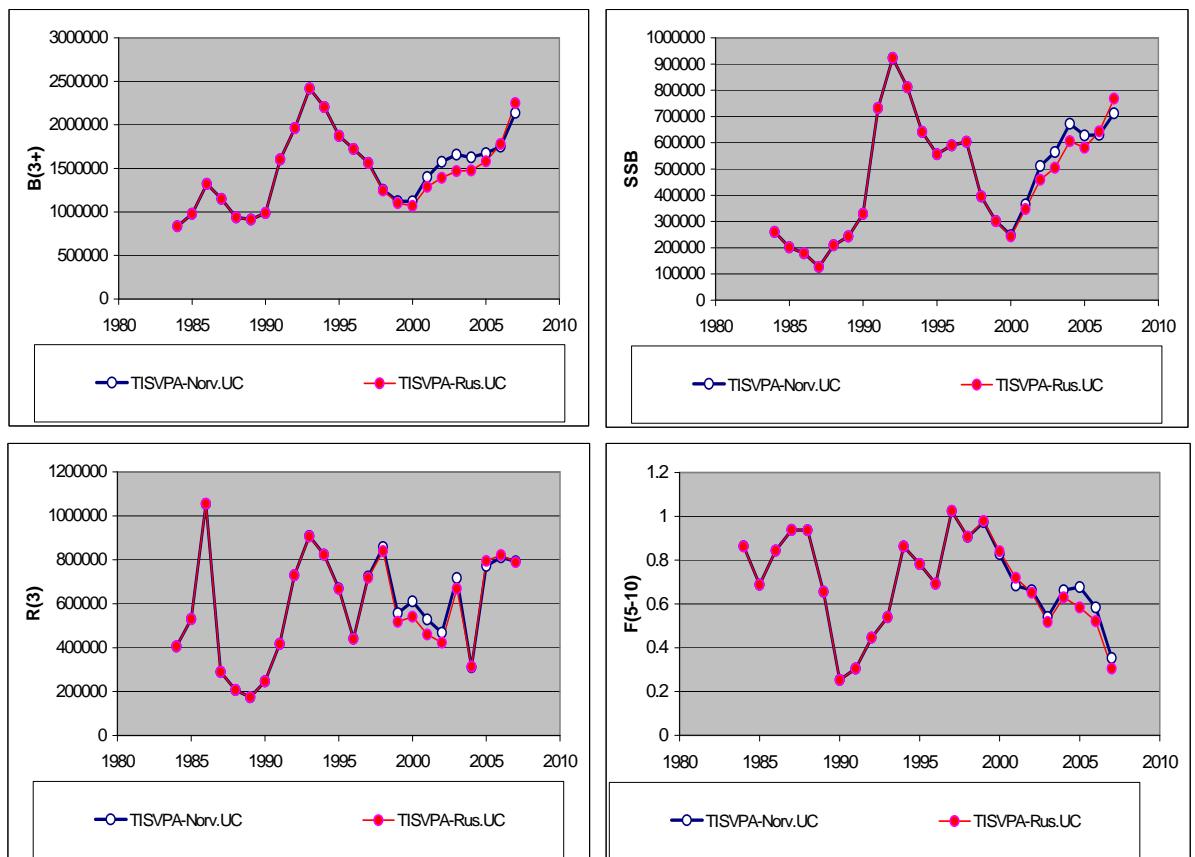 B(3+)
3000000
2500000
2000000
1500000
1000000
500000
0
1980 1985 1990 1995 2000 2005 2010
TISVPA-Norv.UC TISVPA-Rus.UC
SSB
1000000
900000
800000
700000
600000
500000
400000
300000
200000
100000
0
1980 1985 1990 1995 2000 2005 2010
TISVPA-Norv.UC TISVPA-Rus.UC
R(3)
1200000
1000000
800000
600000
400000
200000
0
1980 1985 1990 1995 2000 2005 2010
TISVPA-Norv.UC TISVPA-Rus.UC
F(5-10)
1.2
1
0.8
0.6
0.4
0.2
0
1980 1985 1990 1995 2000 2005 2010
TISVPA-Norv.UC TISVPA-Rus.UC